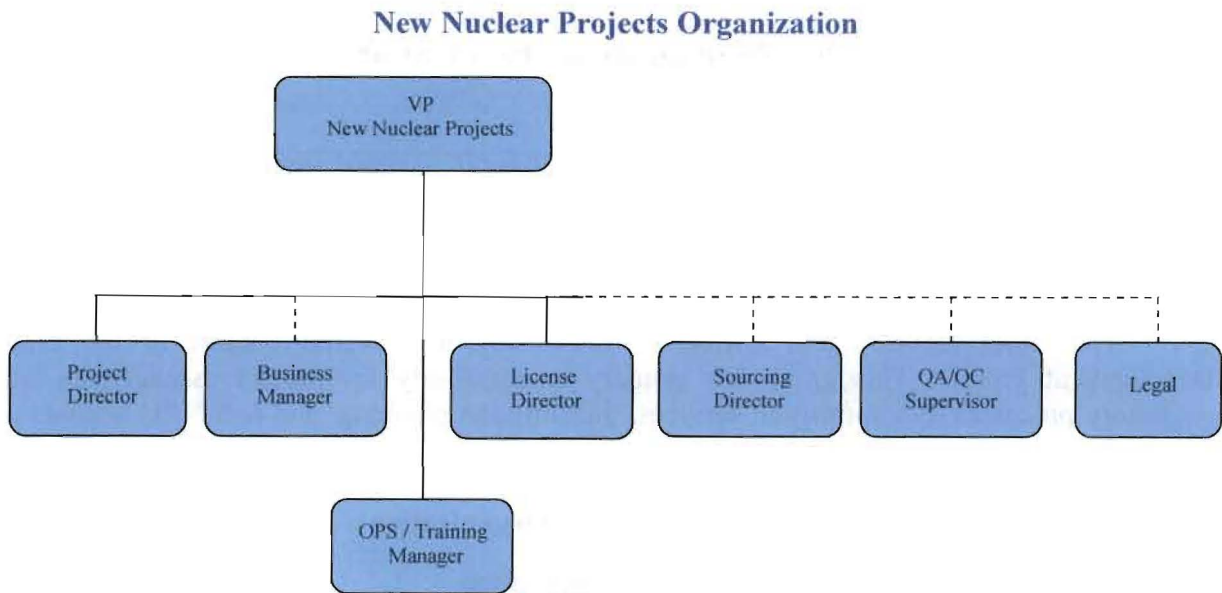 New Nuclear Projects Organization
VP
New Nuclear Projects
Project
Director
Business
Manager
License
Director
Sourcing
Director
QA/QC
Supervisor
Legal
OPS / Training
Manager